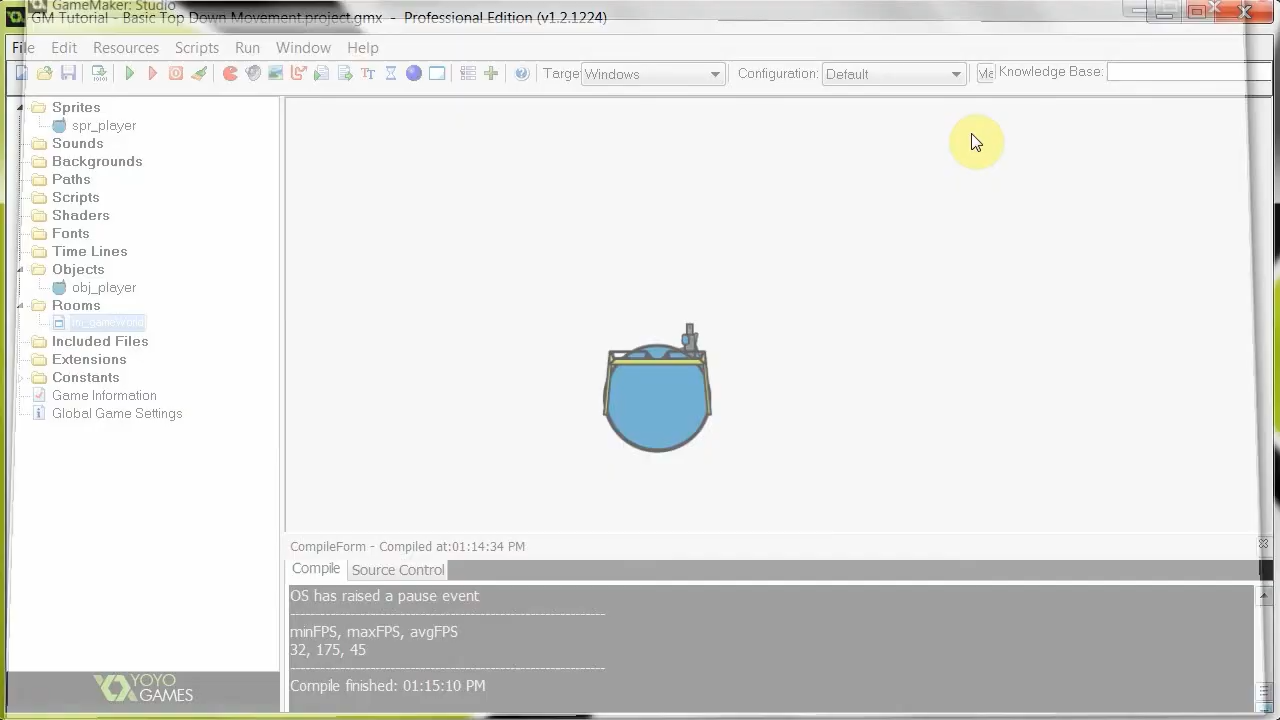 GameMaker: Studio
GM Tutorial - Basic Top Down Movement.project.gmx - Professional Edition (v1.2.1224)
File Edit Resources Scripts Run Window Help
Target Windows Configuration: Default Knowledge Base:
Sprites
spr_player
Sounds
Backgrounds
Paths
Scripts
Shaders
Fonts
Time Lines
Objects
obj_player
Rooms
rm_gameWorld
Included Files
Extensions
Constants
Game Information
Global Game Settings
CompileForm - Compiled at:01:14:34 PM
Compile Source Control
OS has raised a pause event
----------------------------------------------------------------
minFPS, maxFPS, avgFPS
32, 175, 45
----------------------------------------------------------------
Compile finished: 01:15:10 PM
YOYO
GAMES